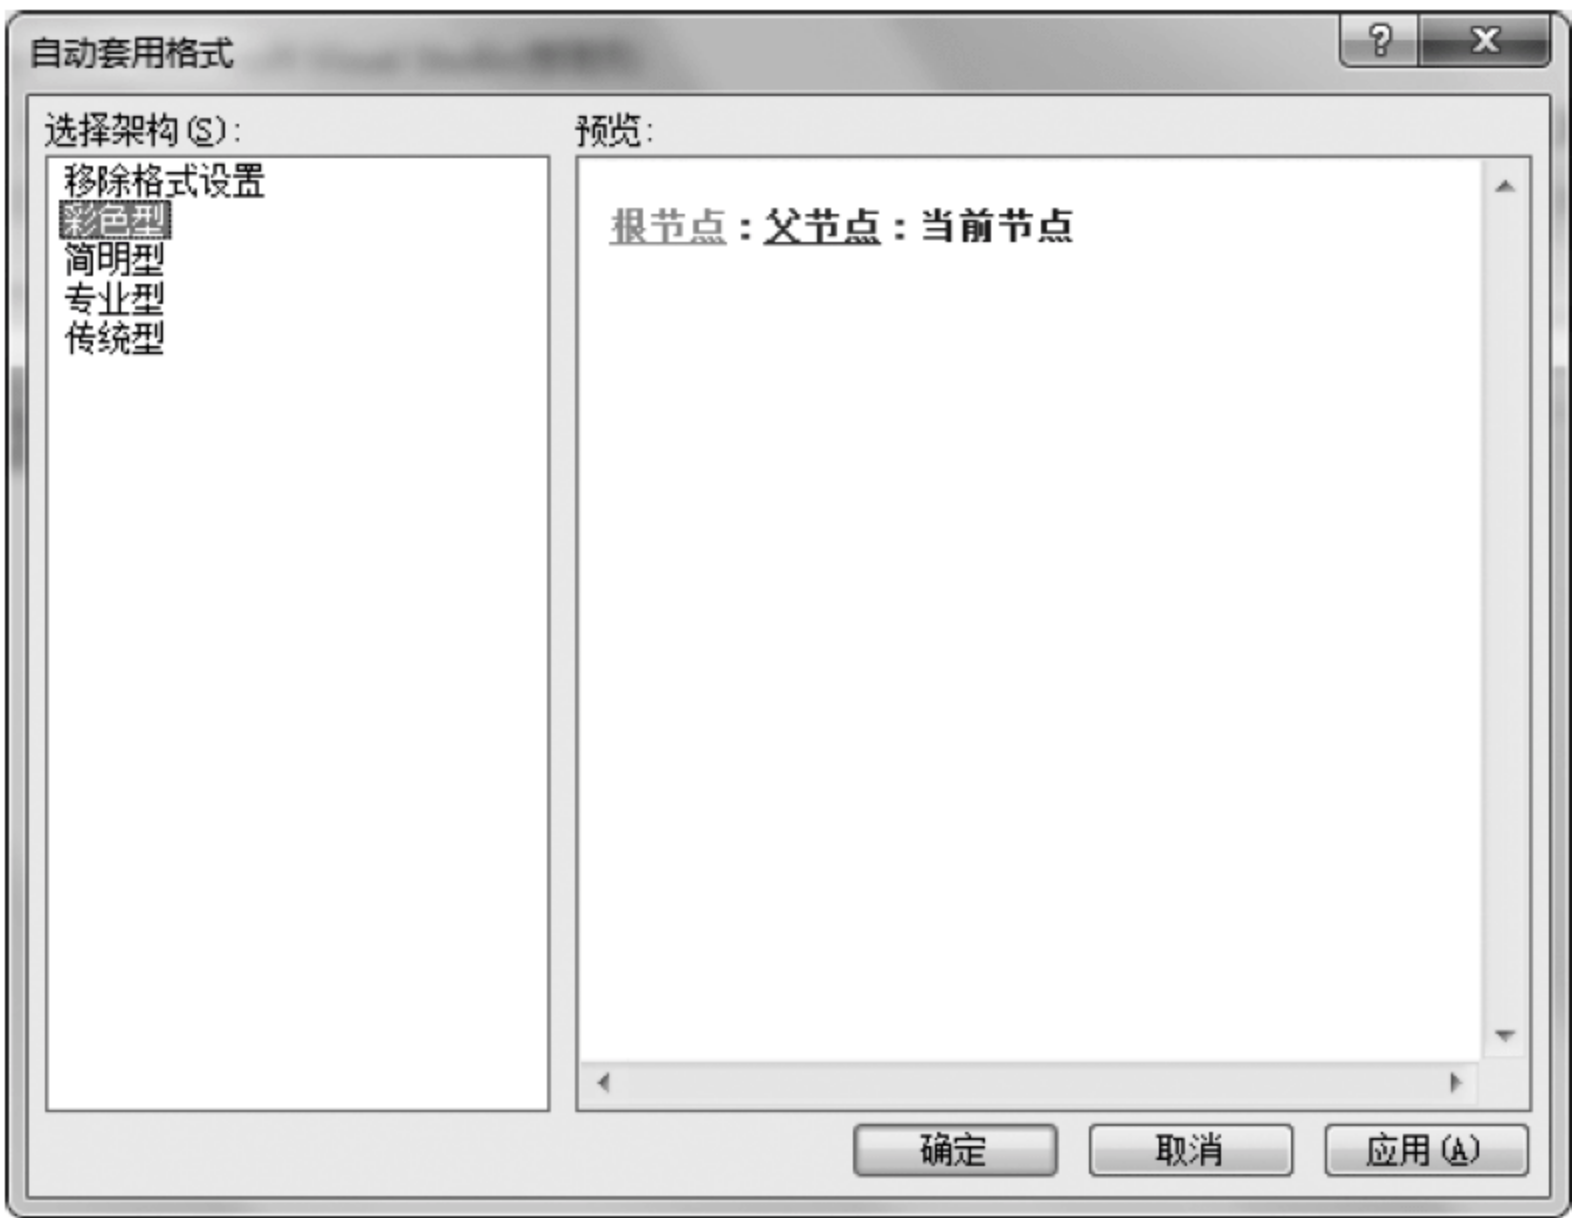 自动套用格式
选择架构(S):
移除格式设置
彩色型
简明型
专业型
传统型
预览:
根节点 : 父节点 : 当前节点
确定
取消
应用(A)